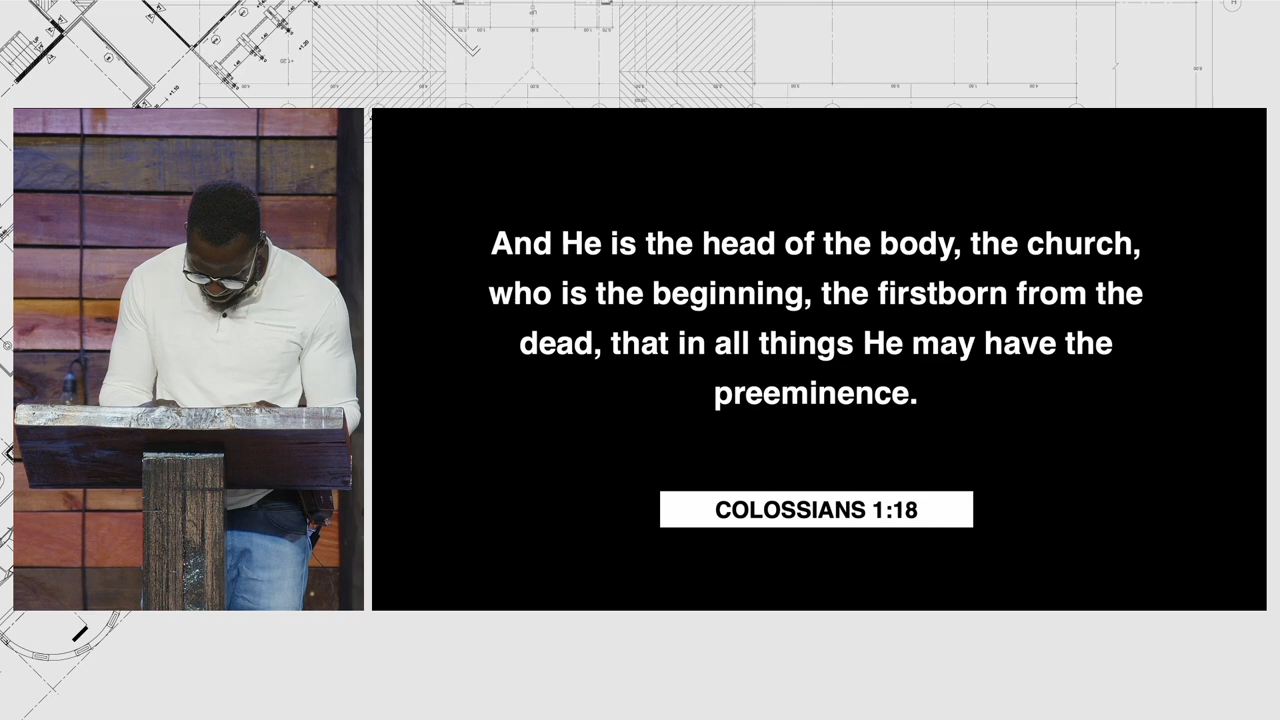 And He is the head of the body, the church,
who is the beginning, the firstborn from the
dead, that in all things He may have the
preeminence.
COLOSSIANS 1:18